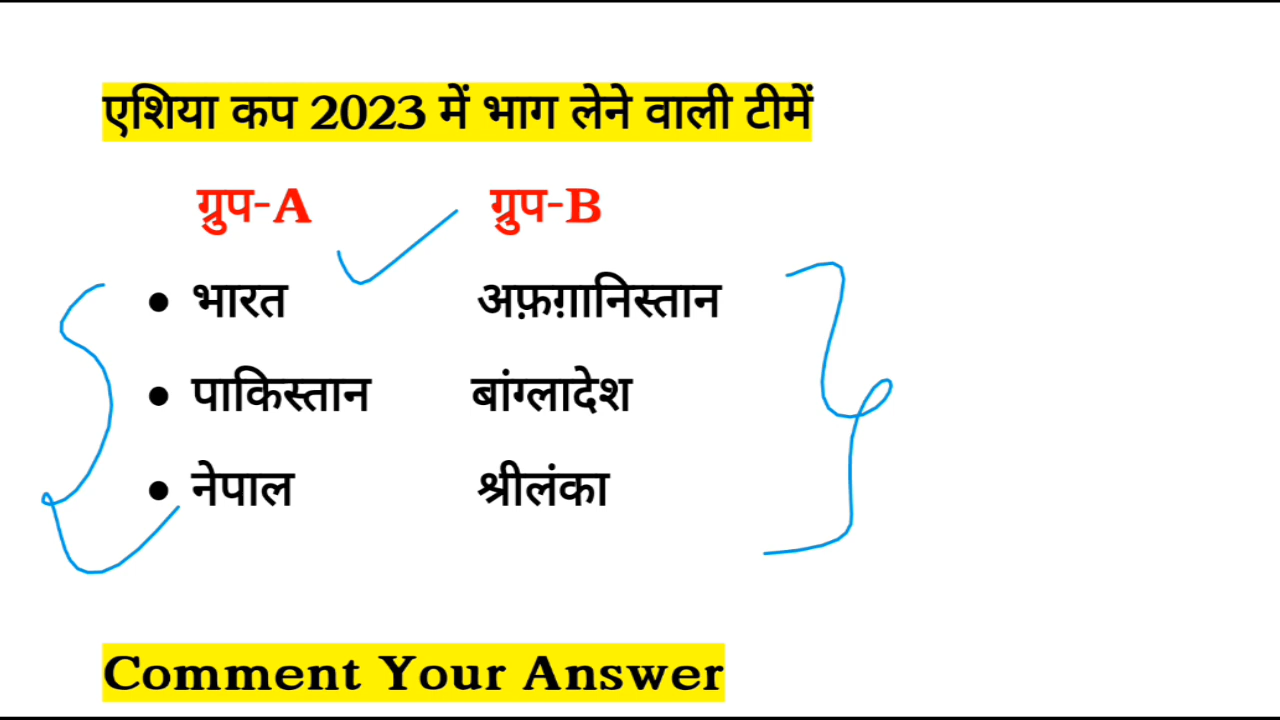 एशिया कप 2023 में भाग लेने वाली टीमें
ग्रुप-A ग्रुप-B
• भारत अफ़ग़ानिस्तान
• पाकिस्तान बांग्लादेश
• नेपाल श्रीलंका
Comment Your Answer